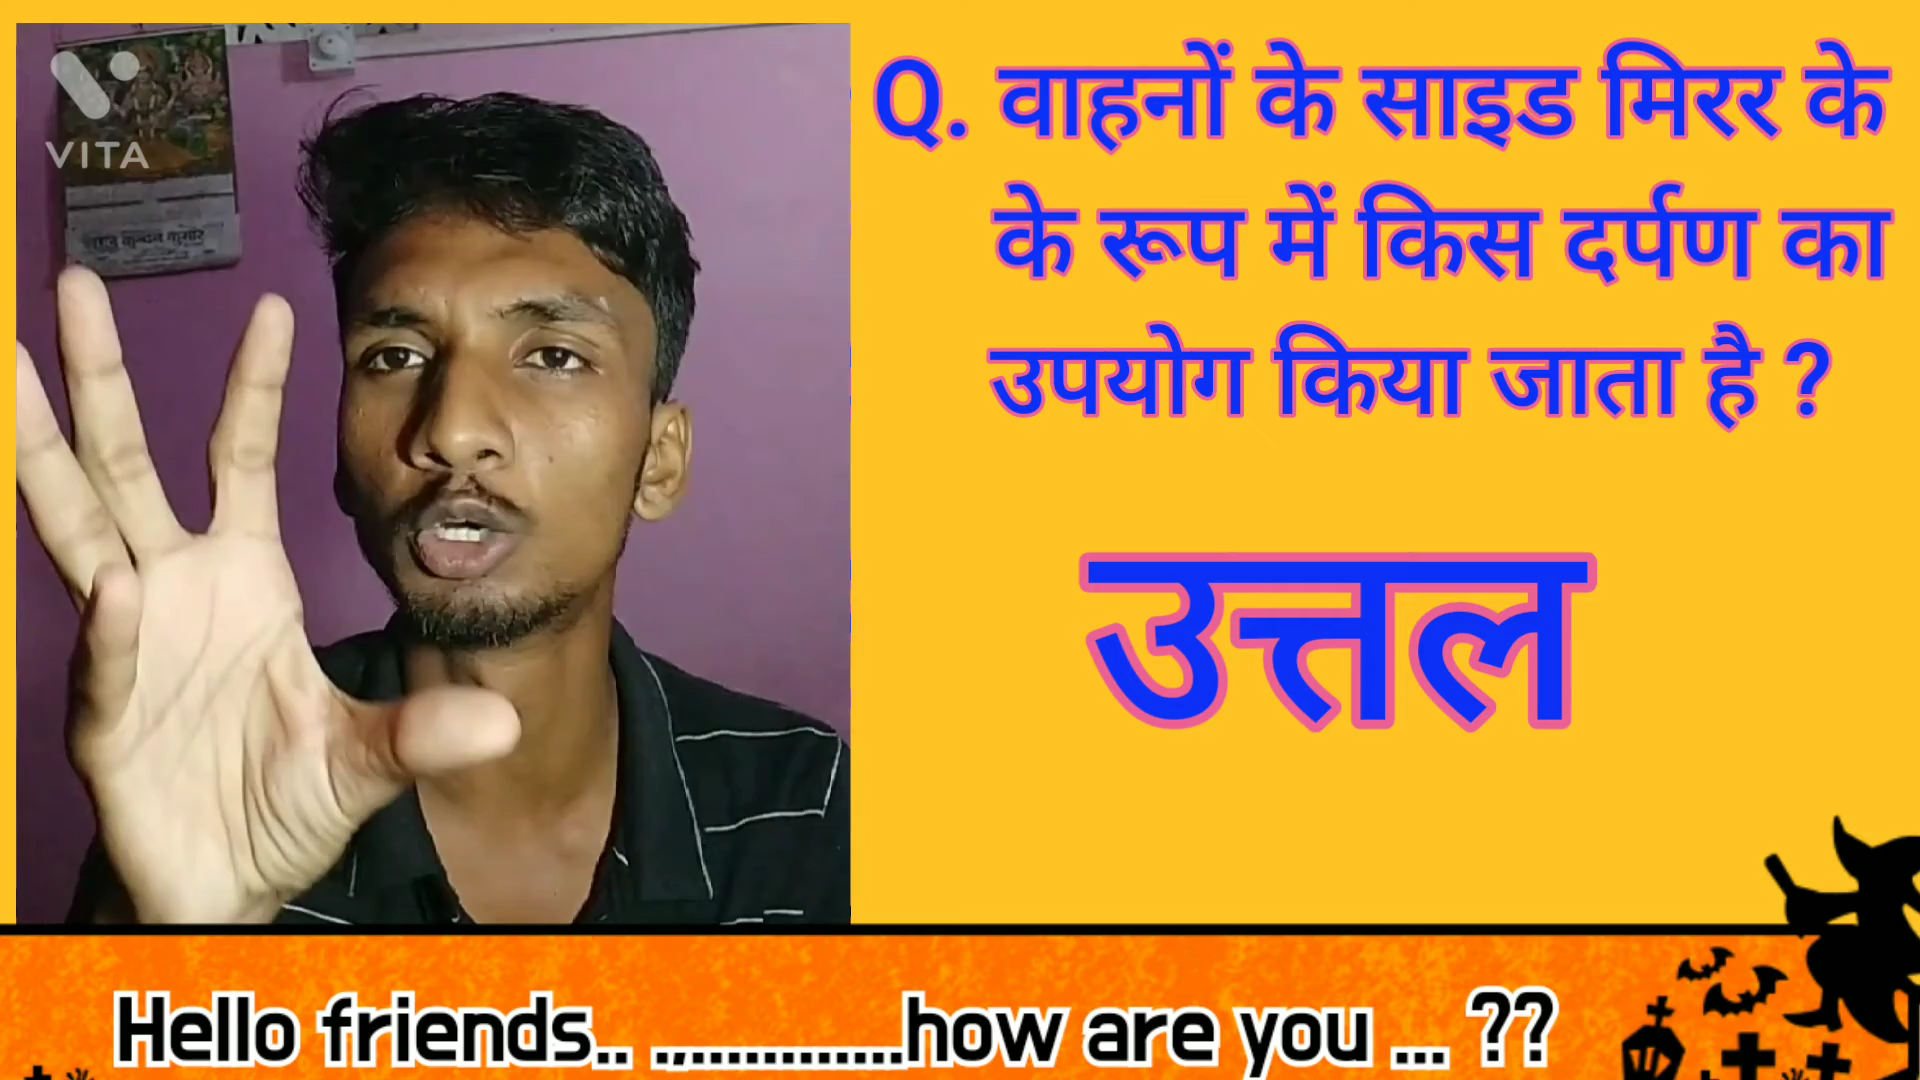 VITA
Q. वाहनों के साइड मिरर के
के रूप में किस दर्पण का
उपयोग किया जाता है ?
उत्तल
Hello friends.. .,............how are you ... ??